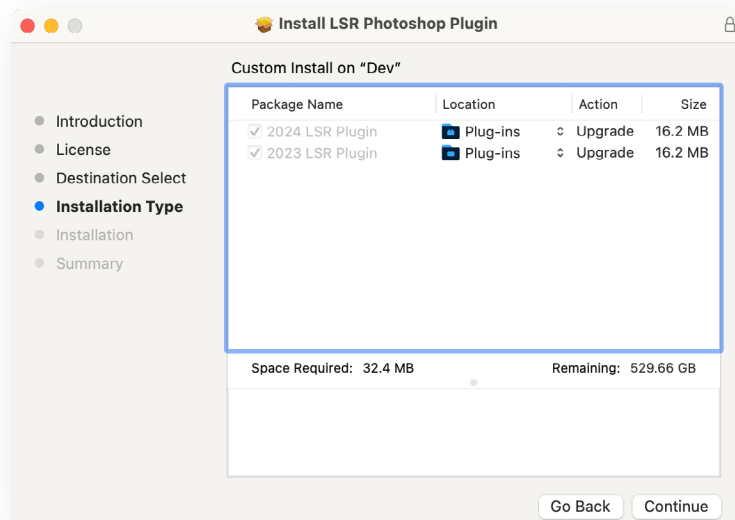 Install LSR Photoshop Plugin
Custom Install on “Dev”
Introduction
License
Destination Select
Installation Type
Installation
Summary
Package Name Location Action Size
2024 LSR Plugin Plug-ins Upgrade 16.2 MB
2023 LSR Plugin Plug-ins Upgrade 16.2 MB
Space Required: 32.4 MB Remaining: 529.66 GB
Go Back Continue